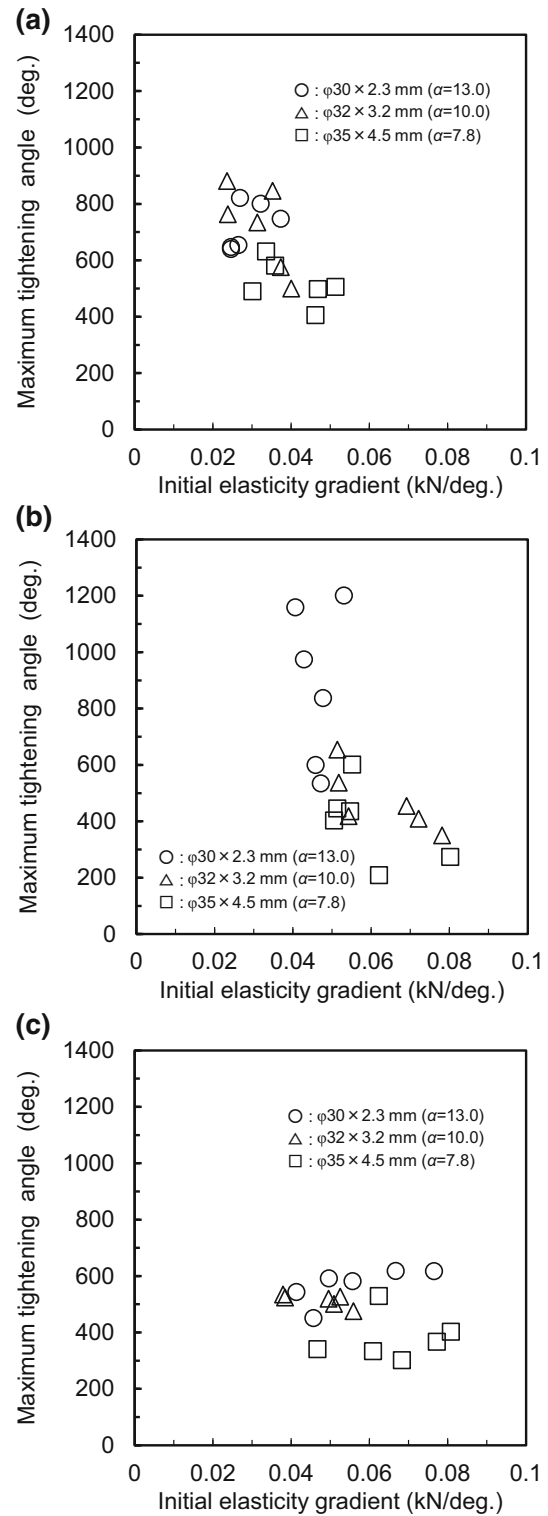 (a)
1400
1200
1000
800
600
400
200
0
Maximum tightening angle (deg.)
○ : φ30×2.3 mm (α=13.0)
△ : φ32×3.2 mm (α=10.0)
□ : φ35×4.5 mm (α=7.8)
0 0.02 0.04 0.06 0.08 0.1
Initial elasticity gradient (kN/deg.)
(b)
1400
1200
1000
800
600
400
200
0
Maximum tightening angle (deg.)
○ : φ30×2.3 mm (α=13.0)
△ : φ32×3.2 mm (α=10.0)
□ : φ35×4.5 mm (α=7.8)
0 0.02 0.04 0.06 0.08 0.1
Initial elasticity gradient (kN/deg.)
(c)
1400
1200
1000
800
600
400
200
0
Maximum tightening angle (deg.)
○ : φ30×2.3 mm (α=13.0)
△ : φ32×3.2 mm (α=10.0)
□ : φ35×4.5 mm (α=7.8)
0 0.02 0.04 0.06 0.08 0.1
Initial elasticity gradient (kN/deg.)